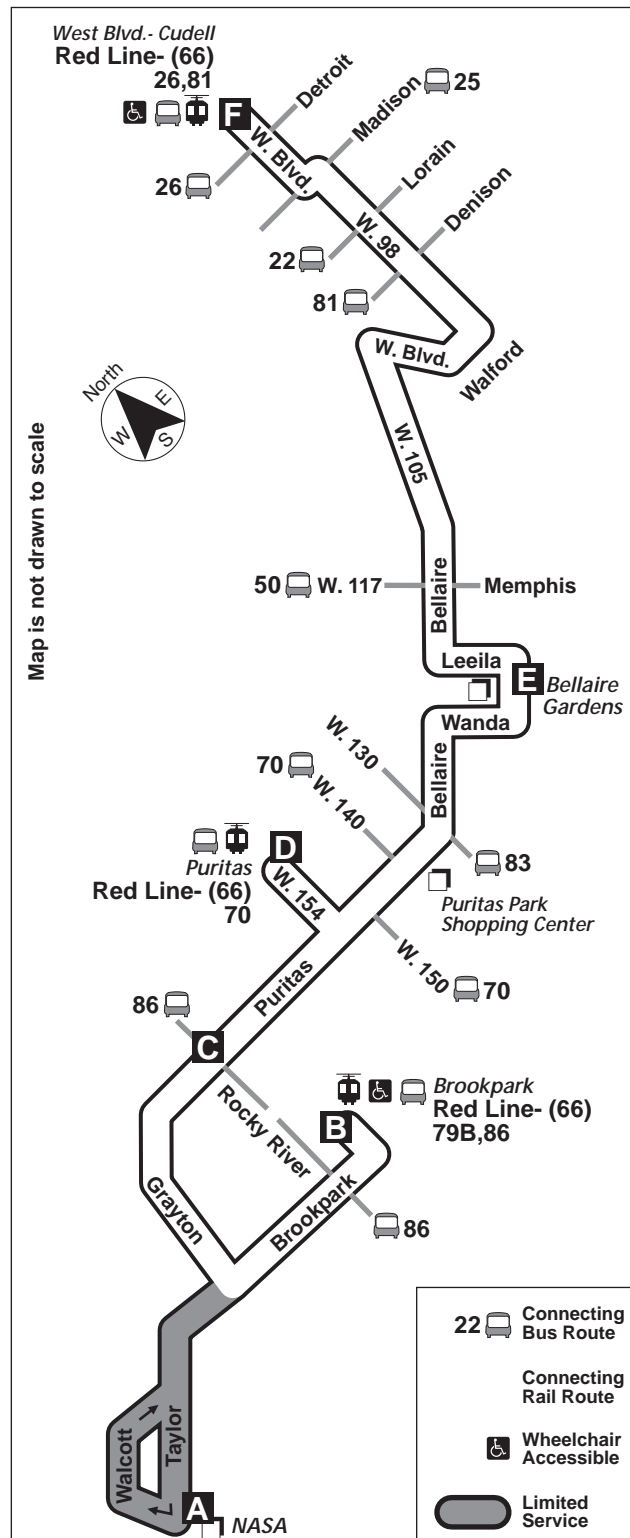 West Blvd.- Cudell
Red Line- (66)
26,81
F
Detroit
Madison
25
W. Blvd.
Lorain
26
Denison
W. 98
22
81
W. Blvd.
Walford
North
E
W
S
Map is not drawn to scale
W. 105
50
W. 117
Bellaire
Memphis
Leeila
E
Bellaire
Gardens
Wanda
W. 130
70
W. 140
Bellaire
D
83
Puritas
Red Line- (66)
70
W. 154
Puritas Park
Shopping Center
W. 150
70
Puritas
86
C
Rocky River
Brookpark
Red Line- (66)
79B,86
B
Grayton
Brookpark
86
22
Connecting
Bus Route
Connecting
Rail Route
Wheelchair
Accessible
Limited
Service
Walcott
Taylor
A
NASA